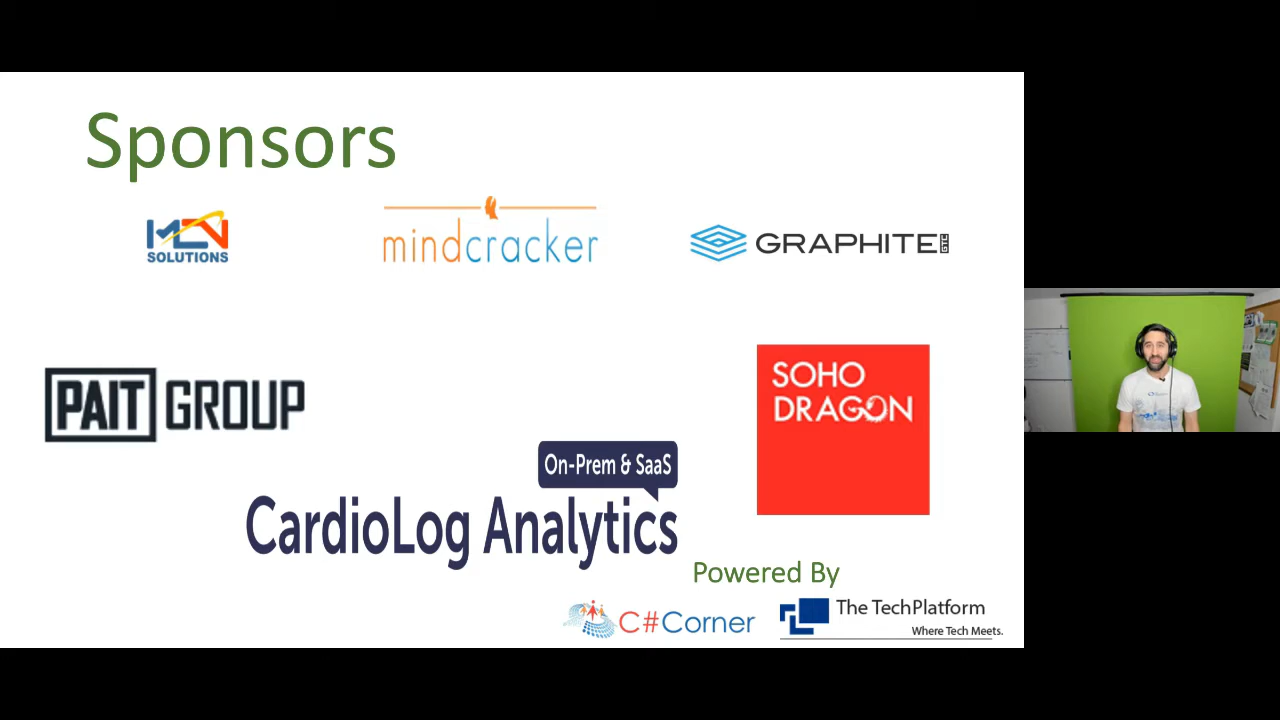 Sponsors
MCN
SOLUTIONS
mindcracker
GRAPHITE GTC
PAIT GROUP
SOHO
DRAGON
On-Prem & SaaS
CardioLog Analytics
Powered By
C#Corner
The TechPlatform
Where Tech Meets.